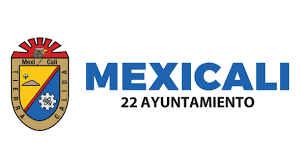 Mexi Cali
TIERRA
CALIDA
MEXICALI
22 AYUNTAMIENTO